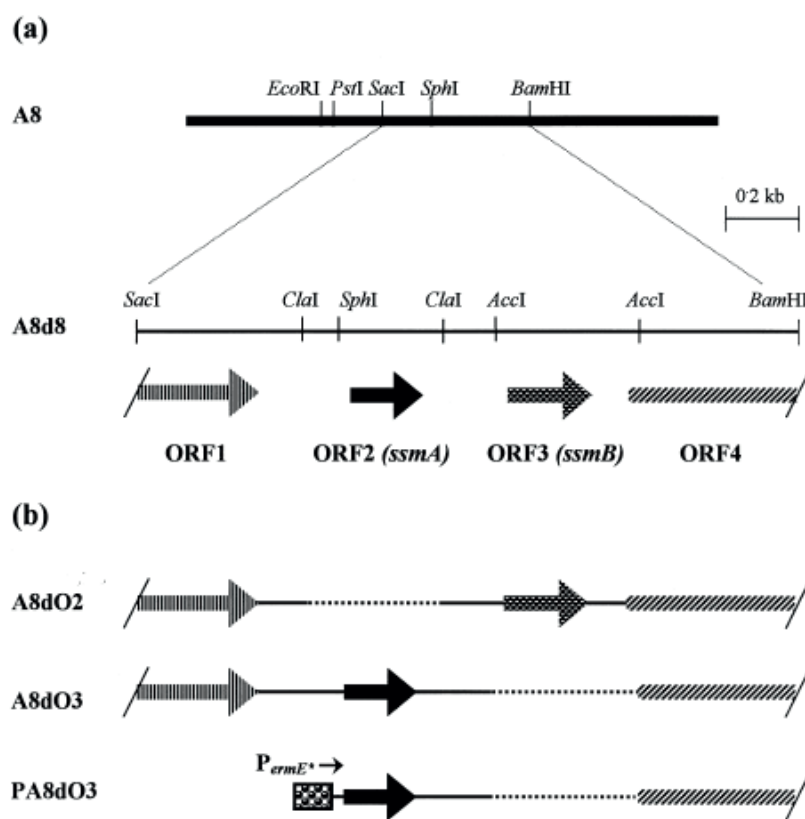 (a)
EcoRI PstI SacI SphI BamHI
A8
0·2 kb
SacI ClaI SphI ClaI AccI AccI BamHI
A8d8
ORF1 ORF2 (ssmA) ORF3 (ssmB) ORF4
(b)
A8dO2
A8dO3
PermE* →
PA8dO3